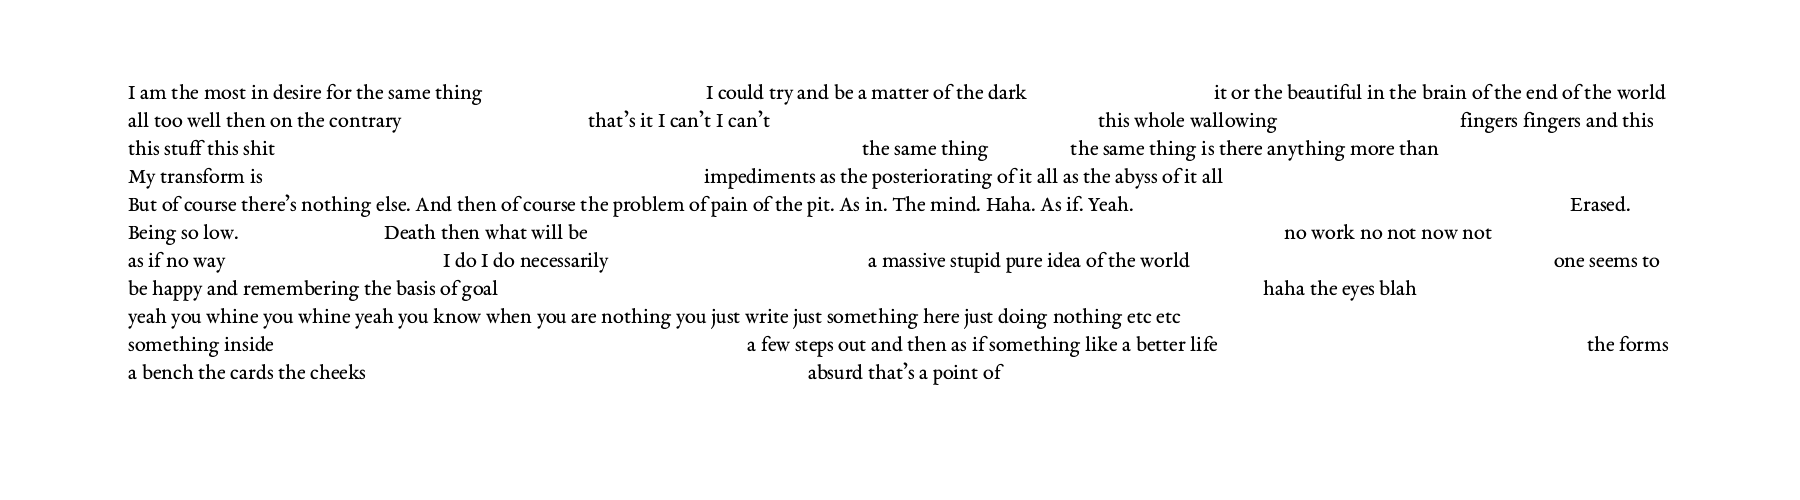 I am the most in desire for the same thing I could try and be a matter of the dark it or the beautiful in the brain of the end of the world
all too well then on the contrary that’s it I can’t I can’t this whole wallowing fingers fingers and this
this stuff this shit the same thing the same thing is there anything more than
My transform is impediments as the posteriorating of it all as the abyss of it all
But of course there’s nothing else. And then of course the problem of pain of the pit. As in. The mind. Haha. As if. Yeah. Erased.
Being so low. Death then what will be no work no not now not
as if no way I do I do necessarily a massive stupid pure idea of the world one seems to
be happy and remembering the basis of goal haha the eyes blah
yeah you whine you whine yeah you know when you are nothing you just write just something here just doing nothing etc etc
something inside a few steps out and then as if something like a better life the forms
a bench the cards the cheeks absurd that’s a point of